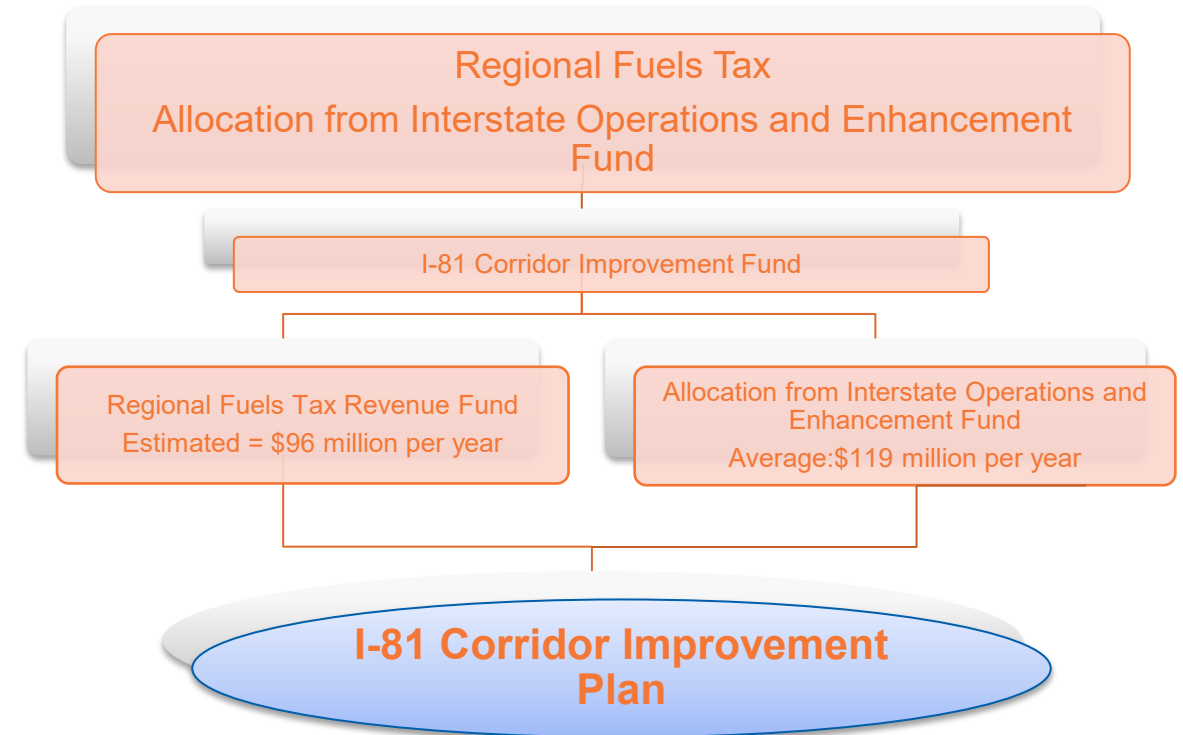 Regional Fuels Tax
Allocation from Interstate Operations and Enhancement
Fund
I-81 Corridor Improvement Fund
Regional Fuels Tax Revenue Fund
Estimated = $96 million per year
Allocation from Interstate Operations and
Enhancement Fund
Average:$119 million per year
I-81 Corridor Improvement
Plan